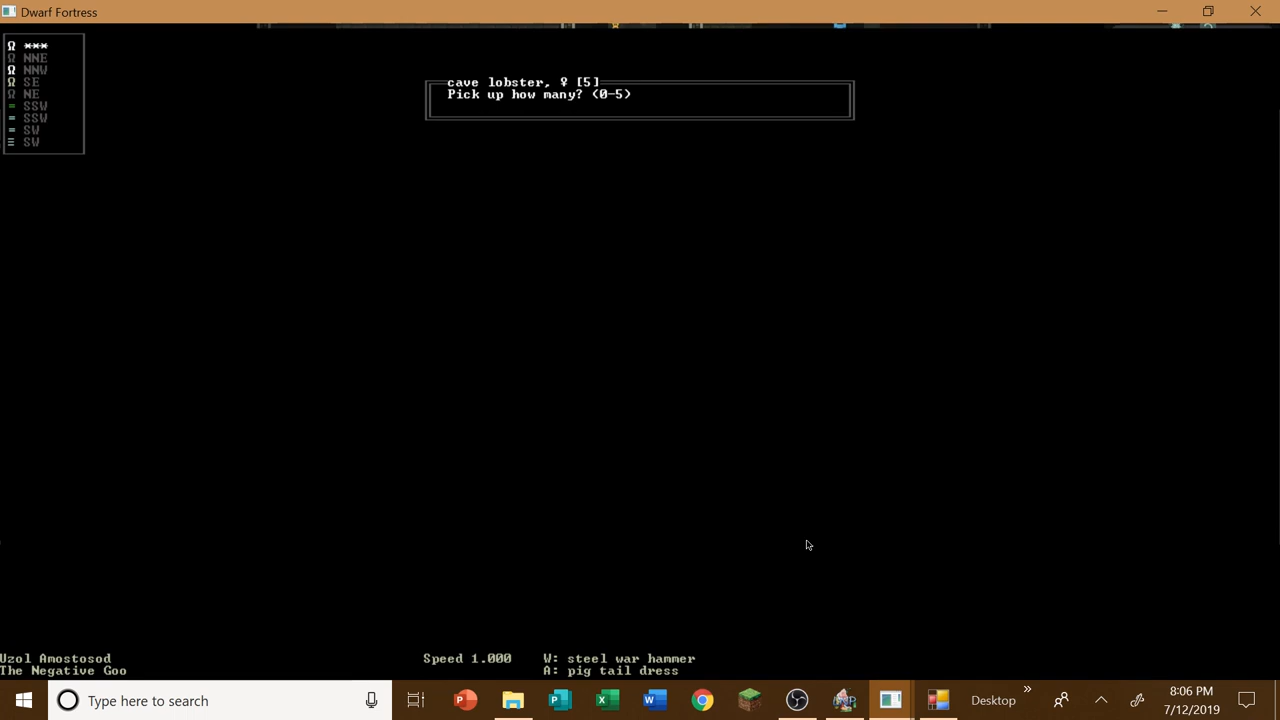 Dwarf Fortress
Ω ***
Ω NNE
Ω NNW
Ω SE
Ω NE
= SSW
= SSW
= SW
≡ SW
cave lobster, ♀ [5]
Pick up how many? (0-5)
Uzol Amostosod
The Negative Goo
Speed 1.000
W: steel war hammer
A: pig tail dress
Type here to search
Desktop
8:06 PM
7/12/2019